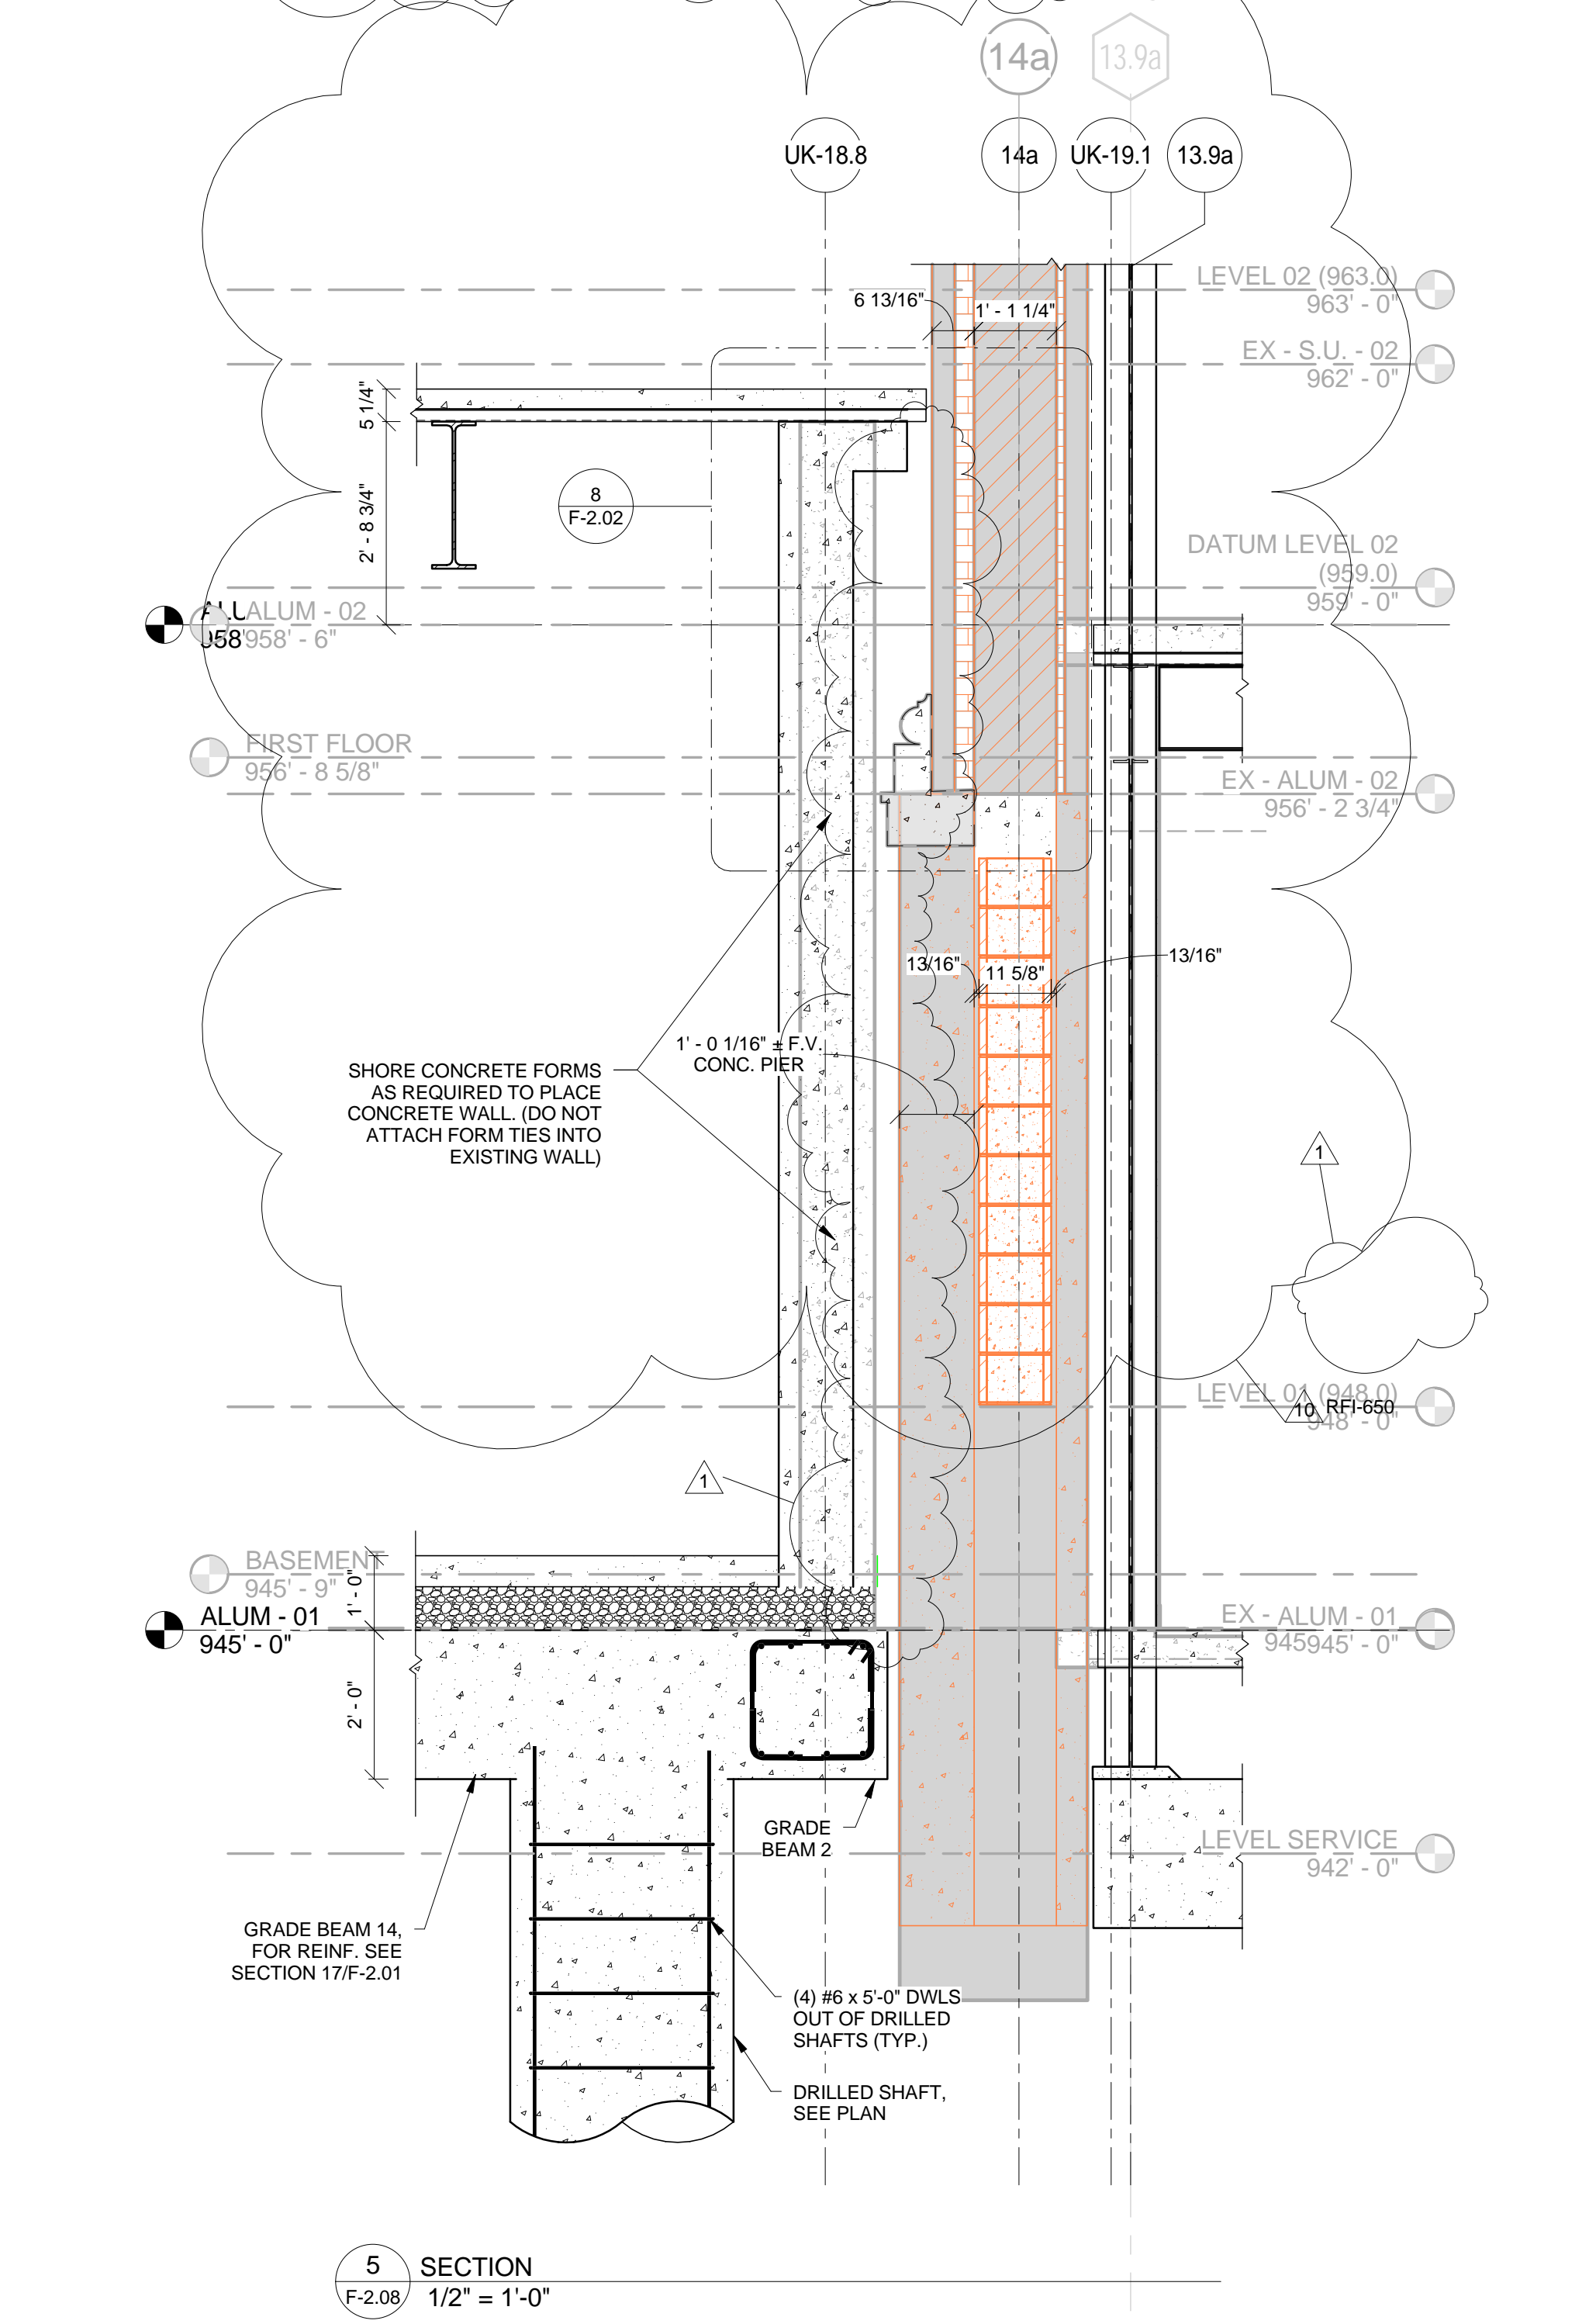 14a
13.9a
UK-18.8
14a
UK-19.1
13.9a
LEVEL 02 (963.0)
963' - 0"
6 13/16"
1' - 1 1/4"
EX - S.U. - 02
962' - 0"
5 1/4"
2' - 8 3/4"
8
F-2.02
DATUM LEVEL 02
(959.0)
959' - 0"
ALUM - 02
958' - 6"
FIRST FLOOR
956' - 8 5/8"
EX - ALUM - 02
956' - 2 3/4"
13/16"
11 5/8"
13/16"
1' - 0 1/16" ± F.V.
CONC. PIER
SHORE CONCRETE FORMS
AS REQUIRED TO PLACE
CONCRETE WALL. (DO NOT
ATTACH FORM TIES INTO
EXISTING WALL)
1
LEVEL 01 (948.0)
948' - 0"
10
RFI-650
1
BASEMENT
945' - 9"
1' - 0"
ALUM - 01
945' - 0"
EX - ALUM - 01
945' - 0"
2' - 0"
GRADE
BEAM 2
LEVEL SERVICE
942' - 0"
GRADE BEAM 14,
FOR REINF. SEE
SECTION 17/F-2.01
(4) #6 x 5'-0" DWLS
OUT OF DRILLED
SHAFTS (TYP.)
DRILLED SHAFT,
SEE PLAN
5
F-2.08
SECTION
1/2" = 1'-0"